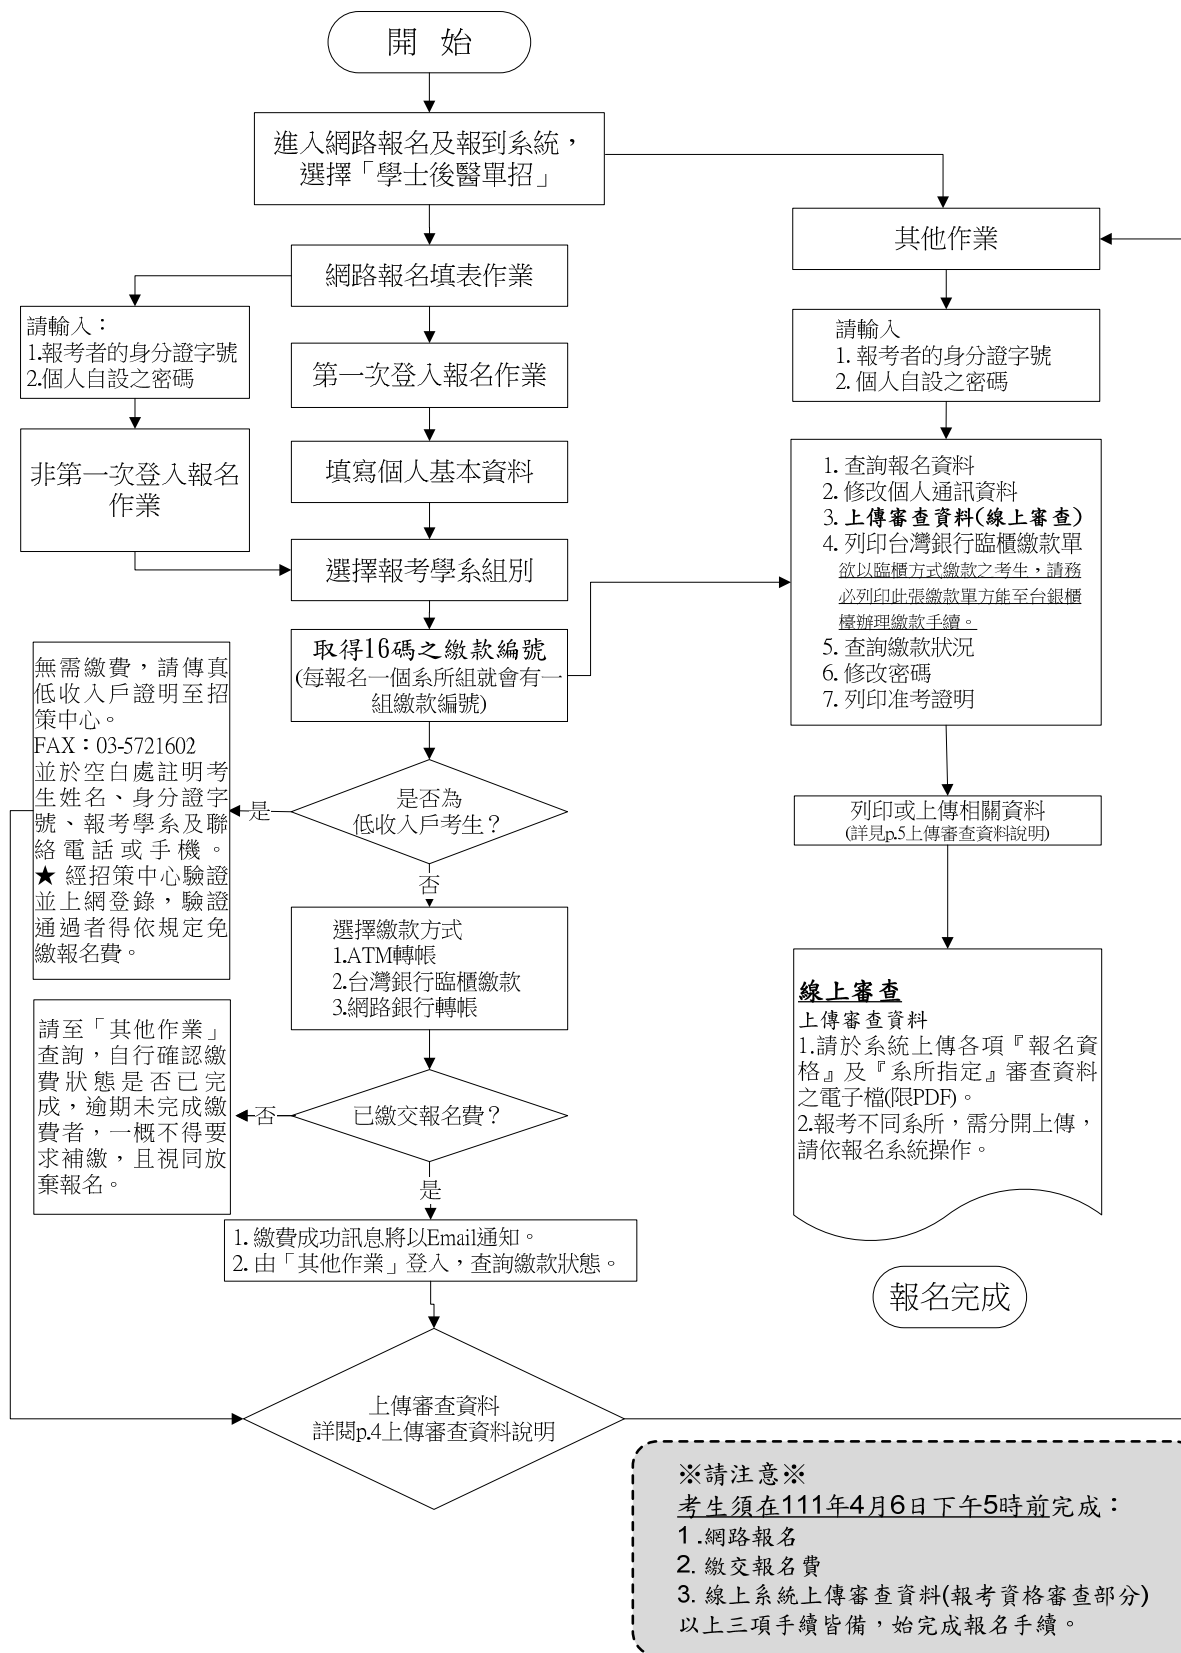 開 始
進入網路報名及報到系統，
選擇「學士後醫單招」
其他作業
網路報名填表作業
請輸入：
1.報考者的身分證字號
2.個人自設之密碼
請輸入
1. 報考者的身分證字號
2. 個人自設之密碼
第一次登入報名作業
非第一次登入報名
作業
填寫個人基本資料
1. 查詢報名資料
2. 修改個人通訊資料
3. 上傳審查資料(線上審查)
4. 列印台灣銀行臨櫃繳款單
欲以臨櫃方式繳款之考生，請務
必列印此張繳款單方能至台銀櫃
檯辦理繳款手續。
5. 查詢繳款狀況
6. 修改密碼
7. 列印准考證明
選擇報考學系組別
取得16碼之繳款編號
(每報名一個系所組就會有一
組繳款編號)
無需繳費，請傳真
低收入戶證明至招
策中心。
FAX：03-5721602
並於空白處註明考
生姓名、身分證字
號、報考學系及聯
絡電話或手機。
★ 經招策中心驗證
並上網登錄，驗證
通過者得依規定免
繳報名費。
是
是否為
低收入戶考生？
列印或上傳相關資料
(詳見p.5上傳審查資料說明)
否
選擇繳款方式
1.ATM轉帳
2.台灣銀行臨櫃繳款
3.網路銀行轉帳
線上審查
上傳審查資料
1.請於系統上傳各項『報名資
格』及『系所指定』審查資料
之電子檔(限PDF)。
2.報考不同系所，需分開上傳，
請依報名系統操作。
請至「其他作業」
查詢，自行確認繳
費狀態是否已完
成，逾期未完成繳
費者，一概不得要
求補繳，且視同放
棄報名。
否
已繳交報名費？
是
1. 繳費成功訊息將以Email通知。
2. 由「其他作業」登入，查詢繳款狀態。
報名完成
上傳審查資料
詳閱p.4上傳審查資料說明
※請注意※
考生須在111年4月6日下午5時前完成：
1 .網路報名
2. 繳交報名費
3. 線上系統上傳審查資料(報考資格審查部分)
以上三項手續皆備，始完成報名手續。